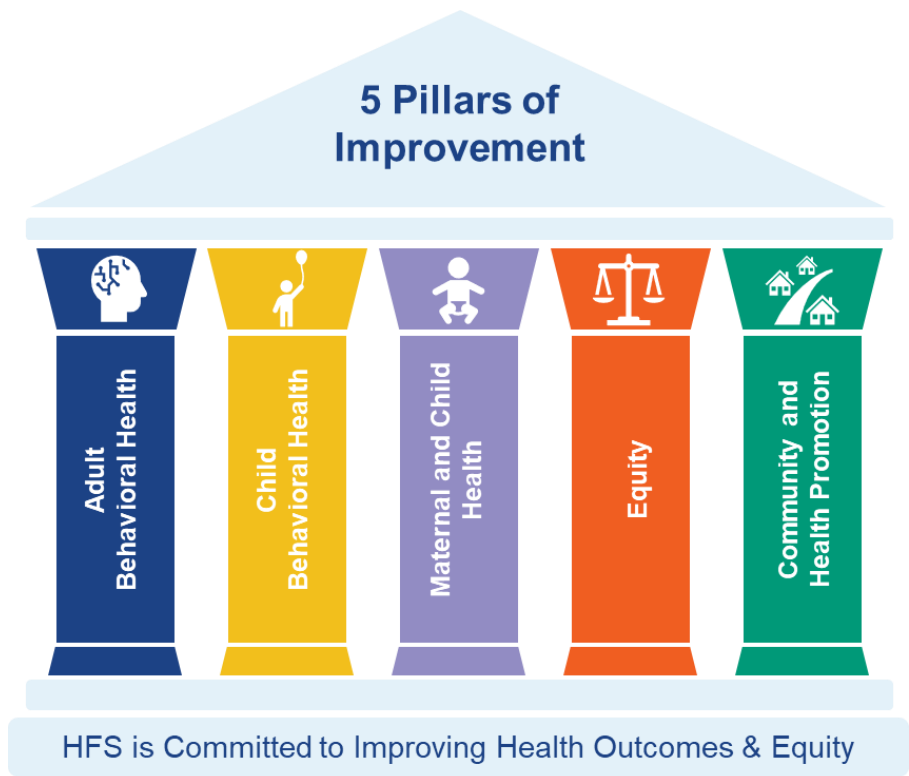 5 Pillars of
Improvement
Adult
Behavioral Health
Child
Behavioral Health
Maternal and Child
Health
Equity
Community and
Health Promotion
HFS is Committed to Improving Health Outcomes & Equity